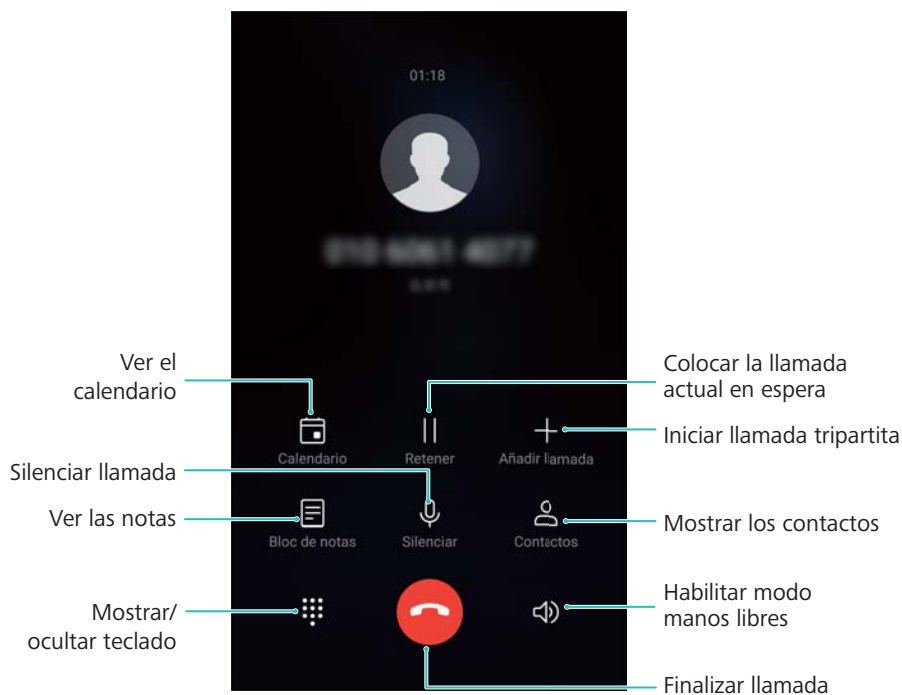 01:18
Ver el
calendario
Colocar la llamada
actual en espera
Iniciar llamada tripartita
Calendario
Retener
Añadir llamada
Silenciar llamada
Ver las notas
Mostrar los contactos
Bloc de notas
Silenciar
Contactos
Mostrar/
ocultar teclado
Habilitar modo
manos libres
Finalizar llamada